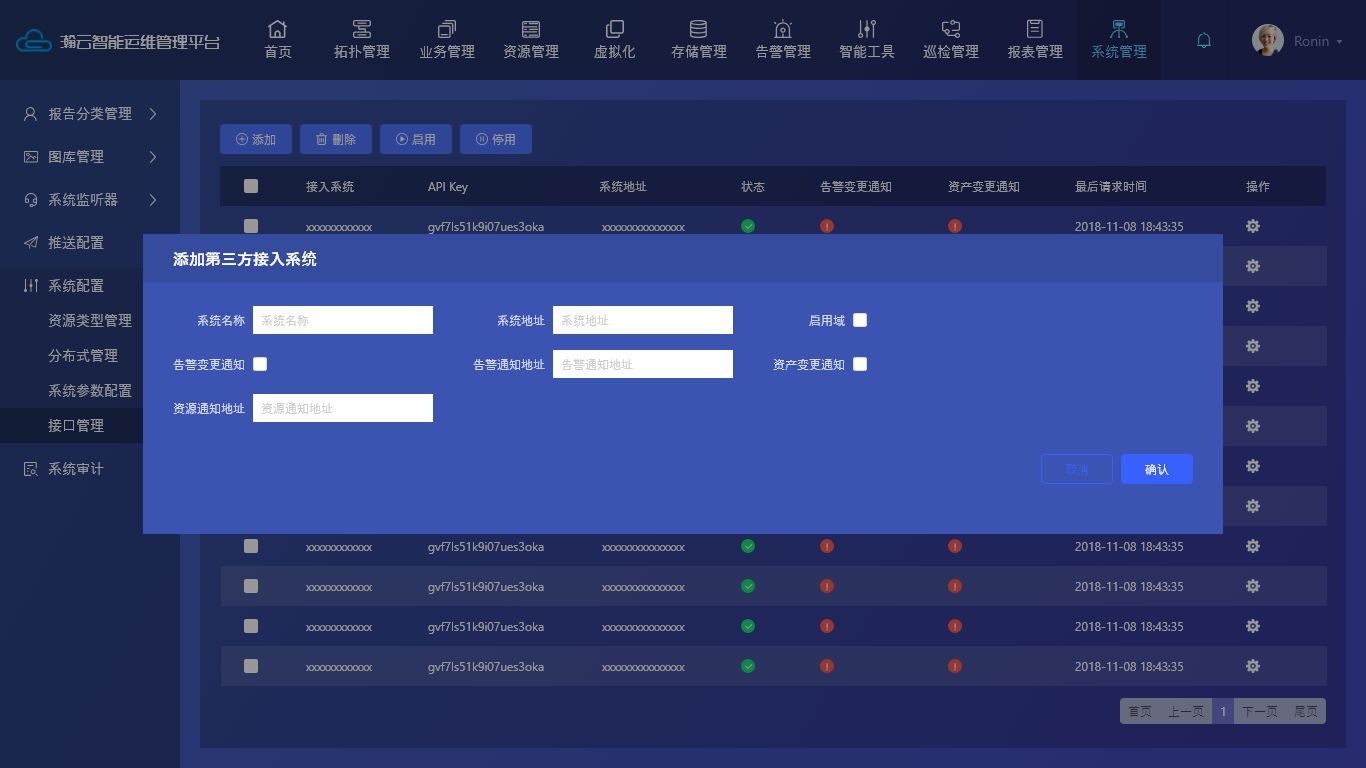 瀚云智能运维管理平台
首页 拓扑管理 业务管理 资源管理 虚拟化 存储管理 告警管理 智能工具 巡检管理 报表管理 系统管理 Ronin
报告分类管理
图库管理
系统监听器
推送配置
系统配置
资源类型管理
分布式管理
系统参数配置
接口管理
系统审计
添加 删除 启用 停用
接入系统 API Key 系统地址 状态 告警变更通知 资产变更通知 最后请求时间 操作
xxxxxxxxxxx gvf7ls51k9i07ues3oka xxxxxxxxxxxxxx 2018-11-08 18:43:35
添加第三方接入系统
系统名称 系统名称 系统地址 系统地址 启用域
告警变更通知 告警通知地址 告警通知地址 资产变更通知
资源通知地址 资源通知地址
取消 确认
xxxxxxxxxxx gvf7ls51k9i07ues3oka xxxxxxxxxxxxxx 2018-11-08 18:43:35
xxxxxxxxxxx gvf7ls51k9i07ues3oka xxxxxxxxxxxxxx 2018-11-08 18:43:35
xxxxxxxxxxx gvf7ls51k9i07ues3oka xxxxxxxxxxxxxx 2018-11-08 18:43:35
xxxxxxxxxxx gvf7ls51k9i07ues3oka xxxxxxxxxxxxxx 2018-11-08 18:43:35
首页 上一页 1 下一页 尾页